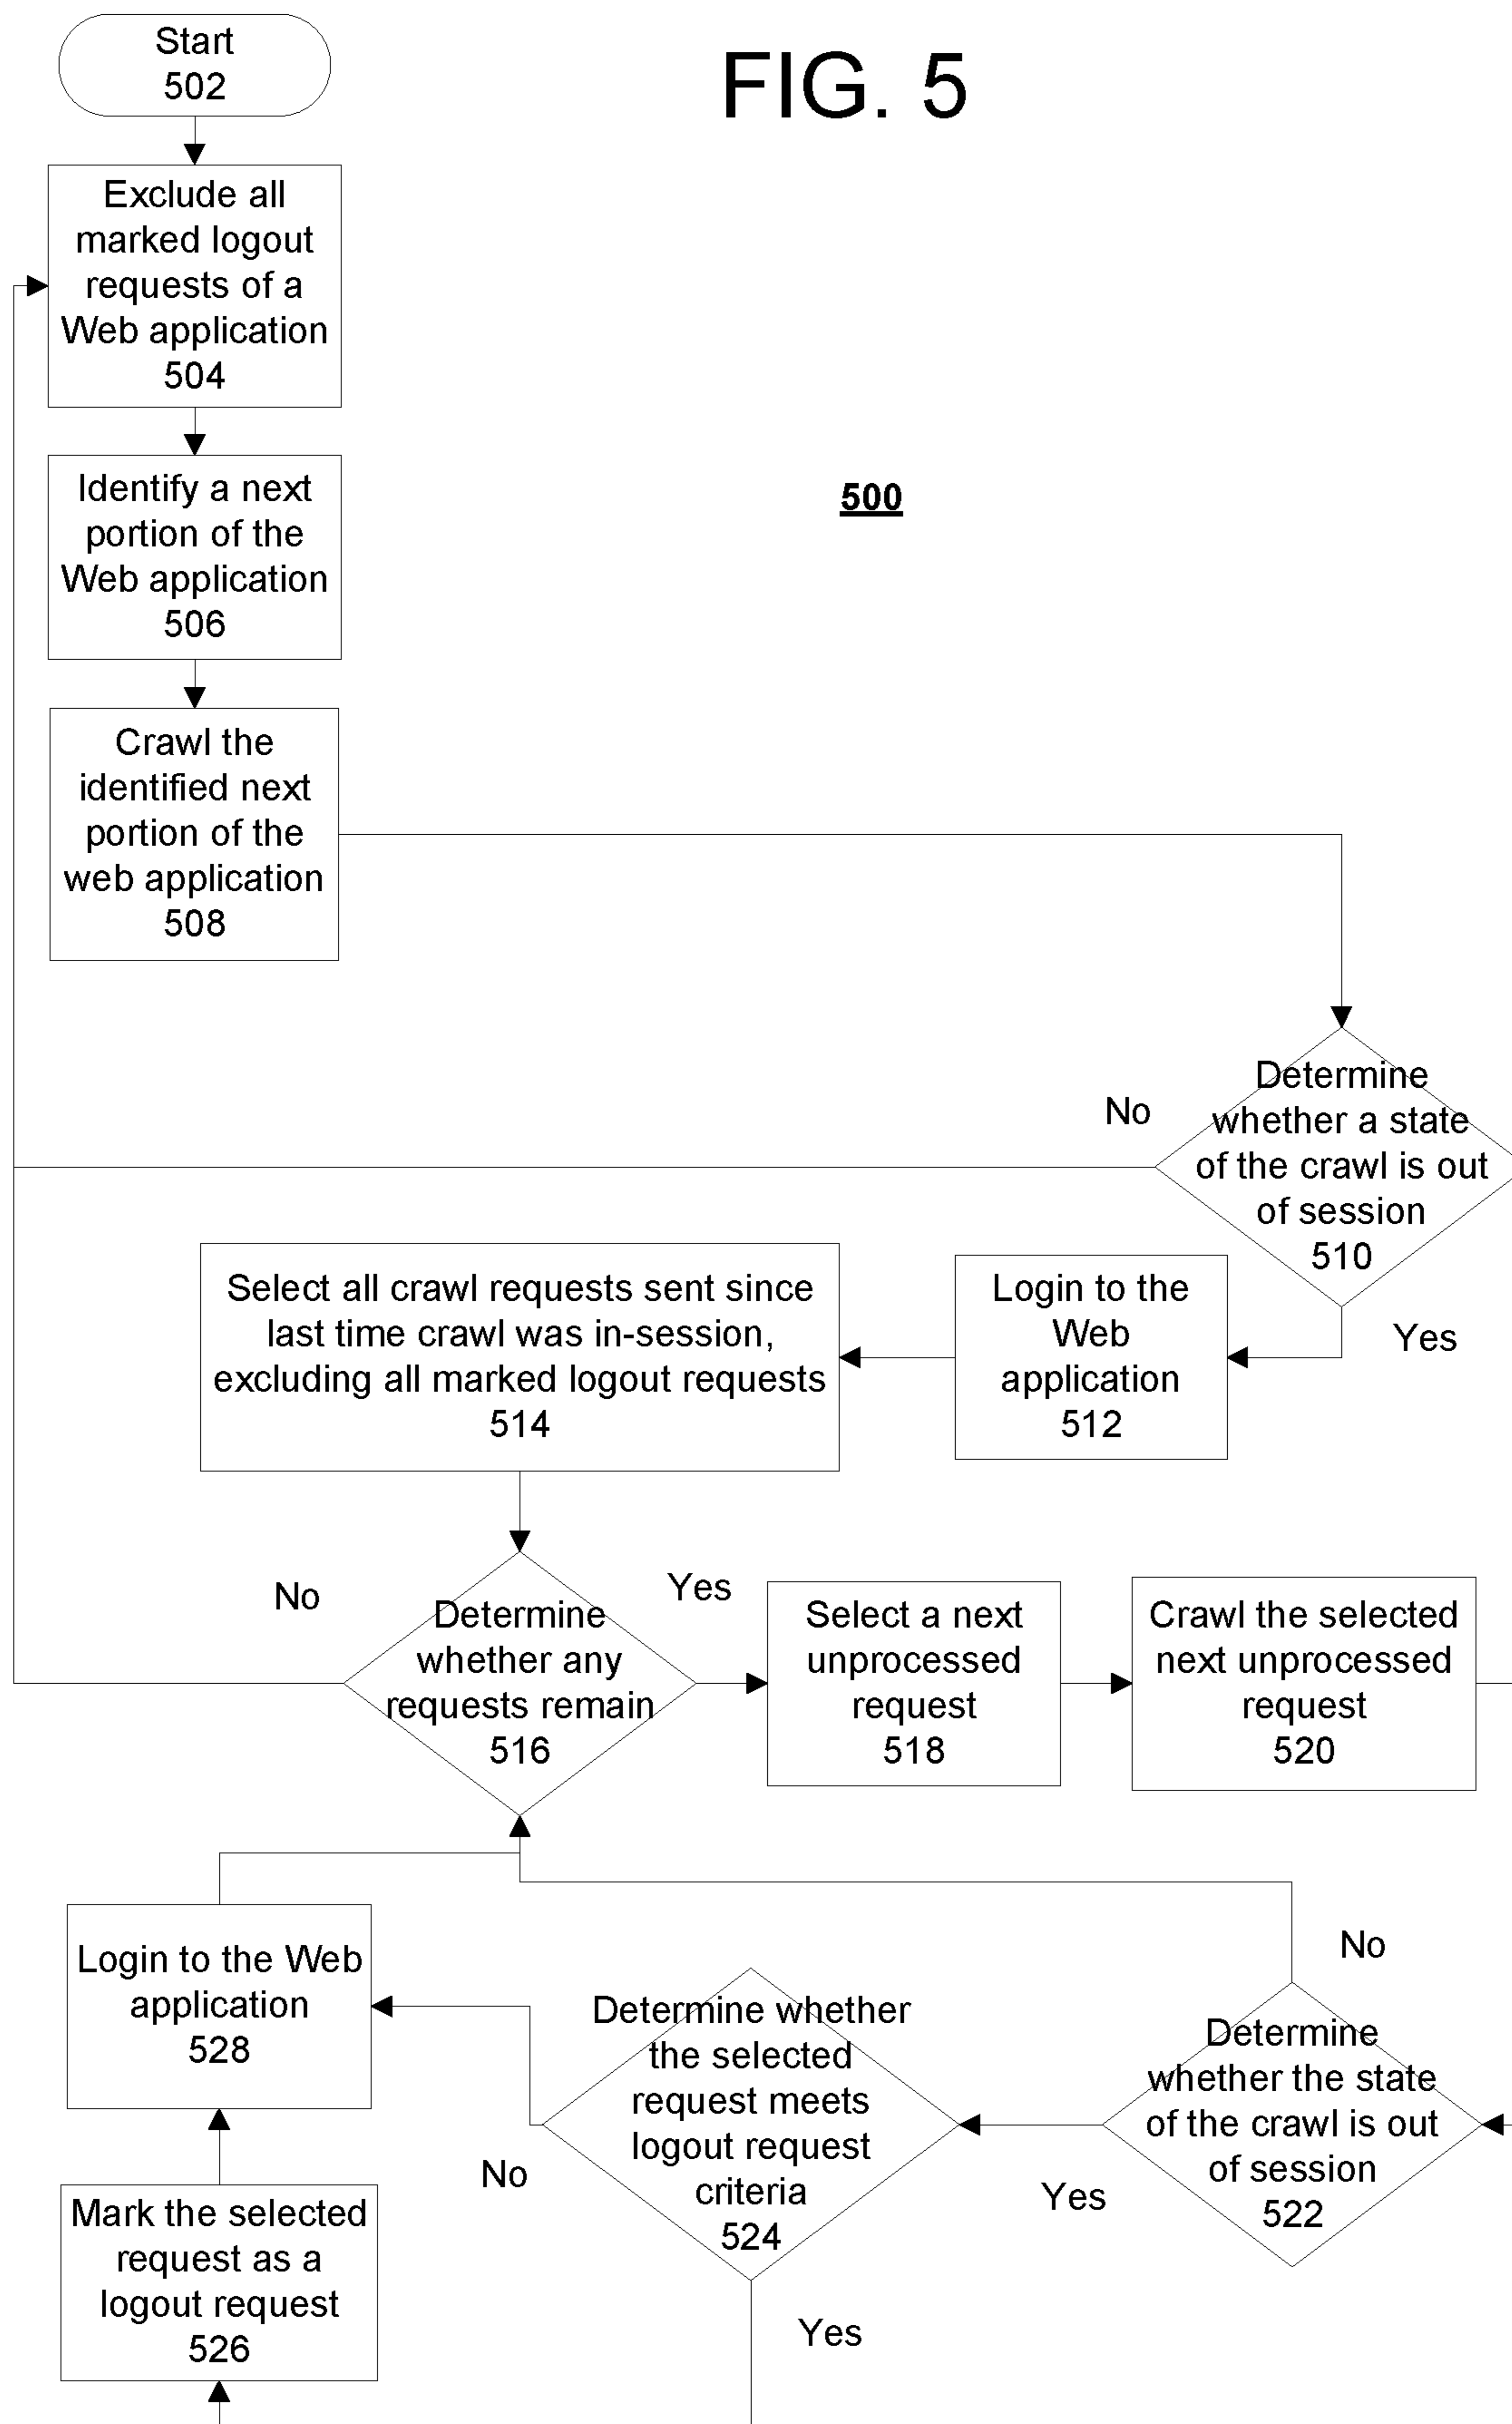 Start
502
FIG. 5
Exclude all
marked logout
requests of a
Web application
504
Identify a next
portion of the
Web application
506
500
Crawl the
identified next
portion of the
web application
508
Determine
whether a state
of the crawl is out
of session
510
No
Yes
Login to the
Web
application
512
Select all crawl requests sent since
last time crawl was in-session,
excluding all marked logout requests
514
Determine
whether any
requests remain
516
No
Yes
Select a next
unprocessed
request
518
Crawl the selected
next unprocessed
request
520
Determine
whether the state
of the crawl is out
of session
522
No
Yes
Determine whether
the selected
request meets
logout request
criteria
524
No
Yes
Login to the Web
application
528
Mark the selected
request as a
logout request
526